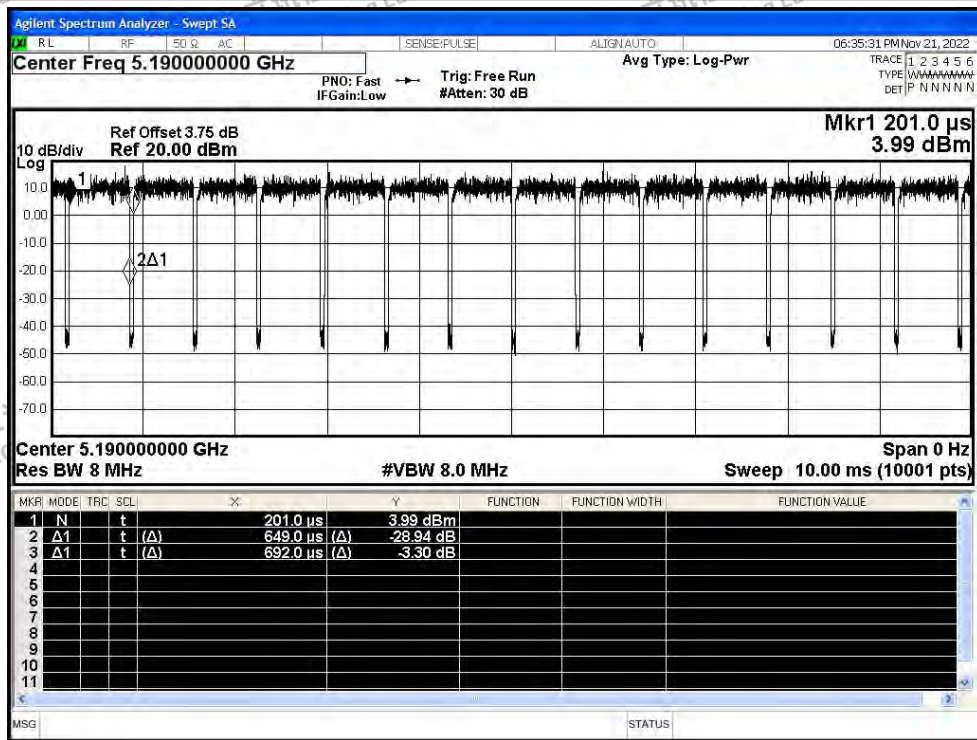 Agilent Spectrum Analyzer - Swept SA
RL RF 50 Ω AC SENSE:PULSE ALIGNAUTO 06:35:31 PM Nov 21, 2022
Center Freq 5.190000000 GHz
PNO: Fast Trig: Free Run Avg Type: Log-Pwr TRACE 1 2 3 4 5 6
IFGain:Low #Atten: 30 dB TYPE WWWWWW
DET P N N N N N
Mkr1 201.0 µs
3.99 dBm
Ref Offset 3.75 dB
10 dB/div Ref 20.00 dBm
Log
1
10.0
0.00
-10.0
2Δ1
-20.0
-30.0
-40.0
-50.0
-60.0
-70.0
Center 5.190000000 GHz Span 0 Hz
Res BW 8 MHz #VBW 8.0 MHz Sweep 10.00 ms (10001 pts)
MKR MODE TRC SCL X Y FUNCTION FUNCTION WIDTH FUNCTION VALUE
1 N t 201.0 µs 3.99 dBm
2 Δ1 t (Δ) 649.0 µs (Δ) -28.94 dB
3 Δ1 t (Δ) 692.0 µs (Δ) -3.30 dB
4
5
6
7
8
9
10
11
MSG STATUS